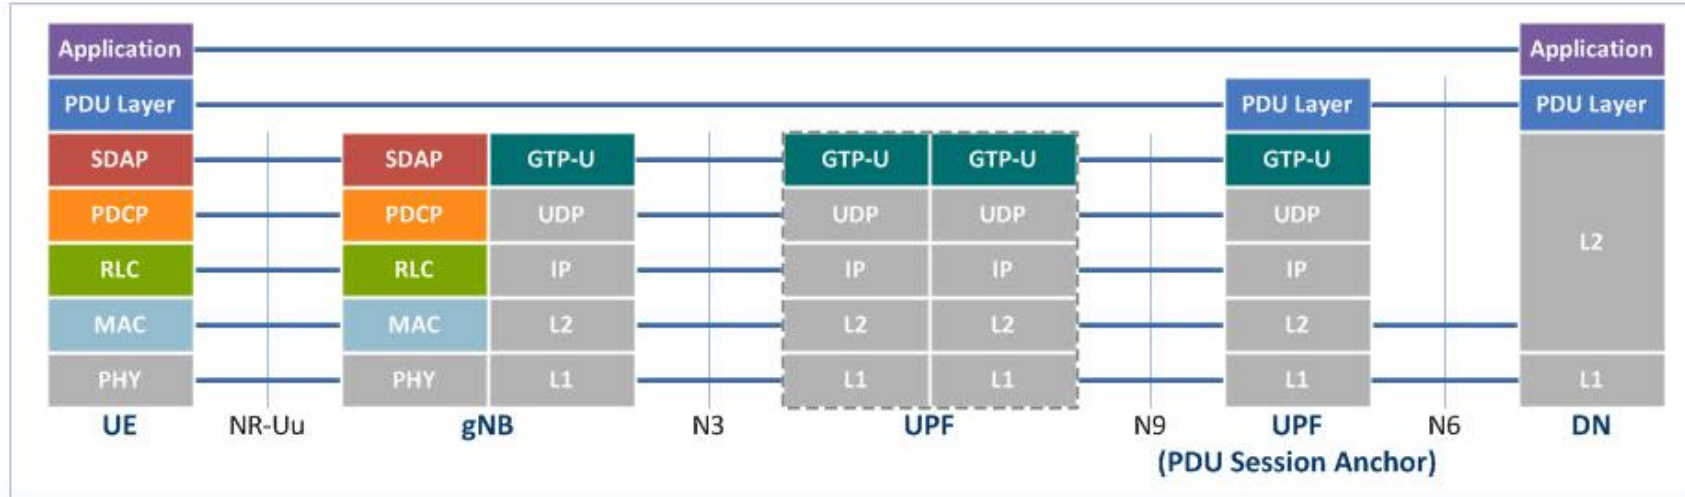 Application Application
PDU Layer PDU Layer PDU Layer
SDAP SDAP GTP-U GTP-U GTP-U GTP-U
PDCP PDCP UDP UDP UDP UDP L2
RLC RLC IP IP IP IP
MAC MAC L2 L2 L2 L2
PHY PHY L1 L1 L1 L1 L1
UE NR-Uu gNB N3 UPF N9 UPF N6 DN
(PDU Session Anchor)